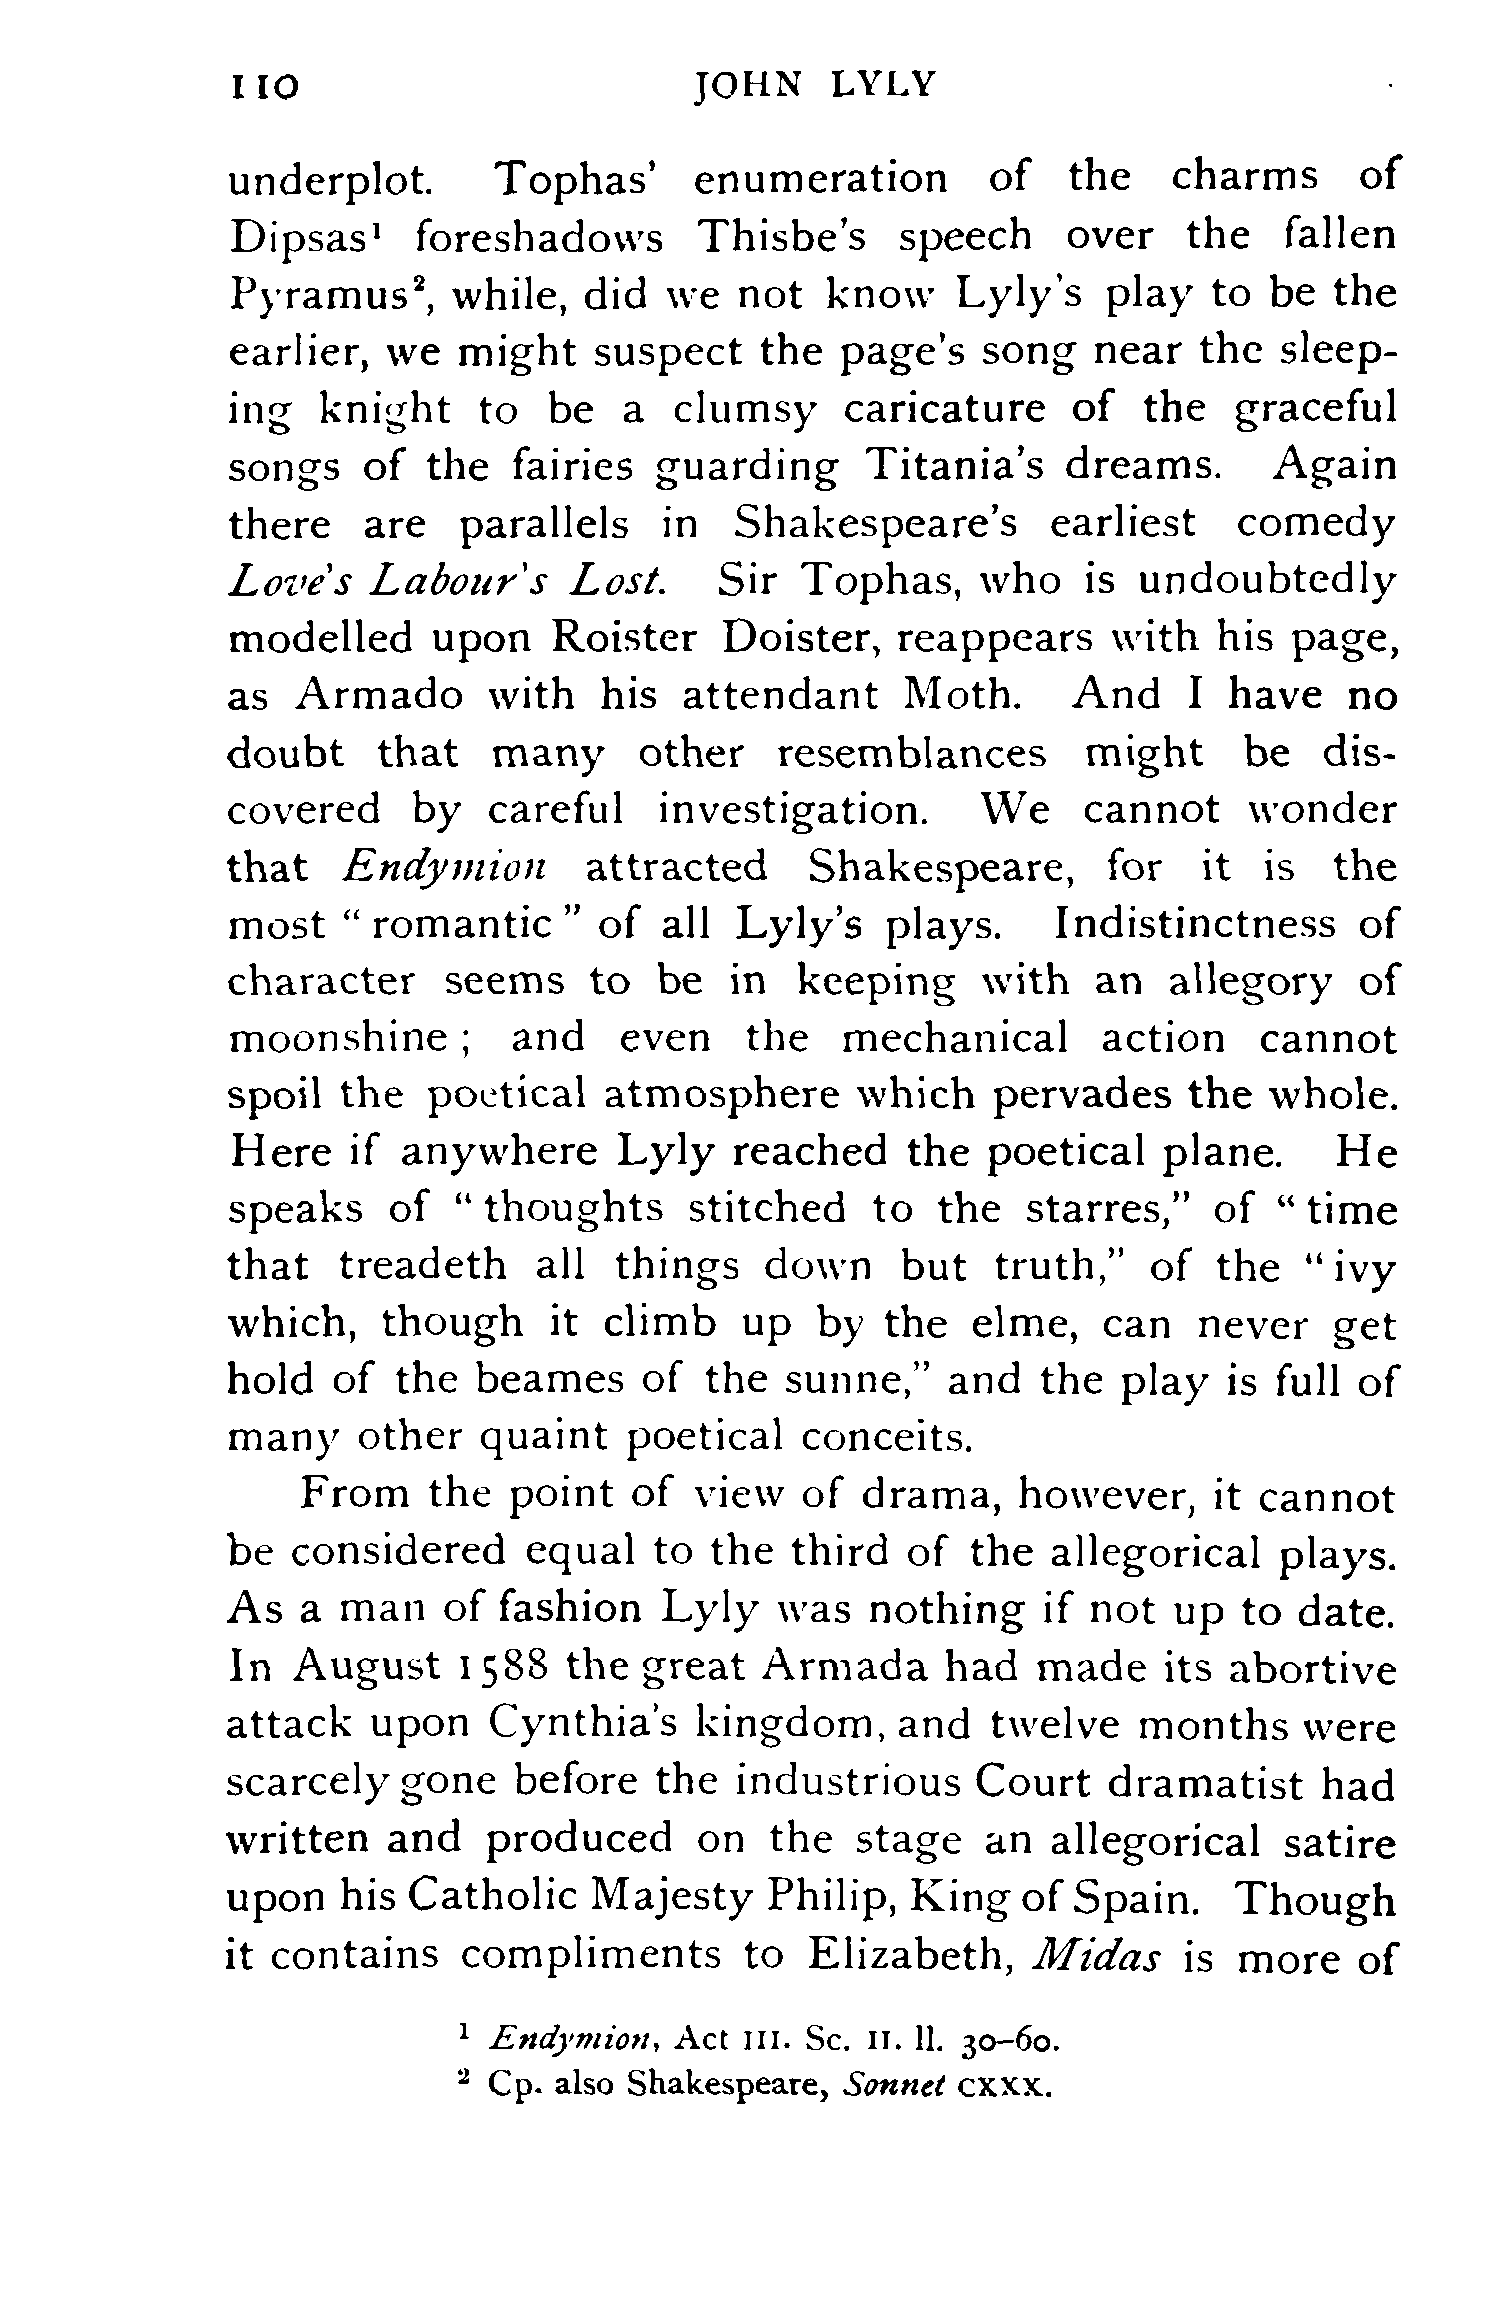 110 JOHN LYLY
underplot. Tophas' enumeration of the charms of
Dipsas¹ foreshadows Thisbe's speech over the fallen
Pyramus², while, did we not know Lyly's play to be the
earlier, we might suspect the page's song near the sleep-
ing knight to be a clumsy caricature of the graceful
songs of the fairies guarding Titania's dreams. Again
there are parallels in Shakespeare's earliest comedy
Love's Labour's Lost. Sir Tophas, who is undoubtedly
modelled upon Roister Doister, reappears with his page,
as Armado with his attendant Moth. And I have no
doubt that many other resemblances might be dis-
covered by careful investigation. We cannot wonder
that Endymion attracted Shakespeare, for it is the
most "romantic" of all Lyly's plays. Indistinctness of
character seems to be in keeping with an allegory of
moonshine; and even the mechanical action cannot
spoil the poetical atmosphere which pervades the whole.
Here if anywhere Lyly reached the poetical plane. He
speaks of "thoughts stitched to the starres," of "time
that treadeth all things down but truth," of the "ivy
which, though it climb up by the elme, can never get
hold of the beames of the sunne," and the play is full of
many other quaint poetical conceits.
From the point of view of drama, however, it cannot
be considered equal to the third of the allegorical plays.
As a man of fashion Lyly was nothing if not up to date.
In August 1588 the great Armada had made its abortive
attack upon Cynthia's kingdom, and twelve months were
scarcely gone before the industrious Court dramatist had
written and produced on the stage an allegorical satire
upon his Catholic Majesty Philip, King of Spain. Though
it contains compliments to Elizabeth, Midas is more of
¹ Endymion, Act III. Sc. II. ll. 30–60.
² Cp. also Shakespeare, Sonnet CXXX.